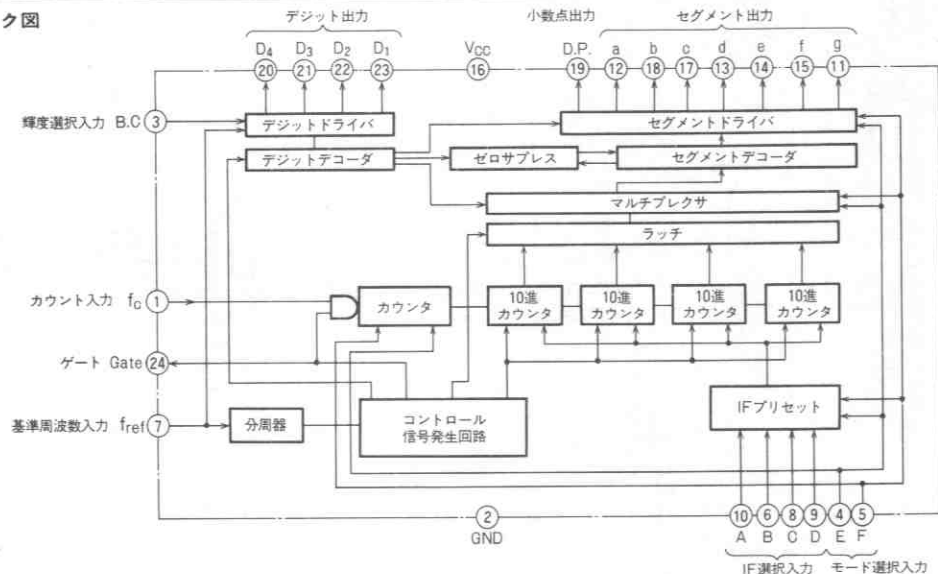 ク図
デジット出力
小数点出力
セグメント出力
D4 D3 D2 D1 VCC D.P. a b c d e f g
20 21 22 23 16 19 12 18 17 13 14 15 11
輝度選択入力 B.C 3
デジットドライバ
セグメントドライバ
デジットデコーダ
ゼロサプレス
セグメントデコーダ
マルチプレクサ
ラッチ
カウント入力 fC 1
カウンタ
10進カウンタ
10進カウンタ
10進カウンタ
10進カウンタ
ゲート Gate 24
基準周波数入力 fref 7
分周器
コントロール
信号発生回路
IFプリセット
2
GND
10 6 8 9 4 5
A B C D E F
IF選択入力 モード選択入力